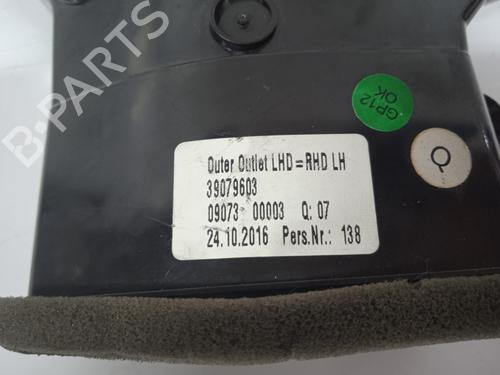 B-PARTS
GP12
OK
Q
Outer Outlet LHD=RHD LH
39079603
09073 00003 Q: 07
24.10.2016 Pers.Nr.: 138